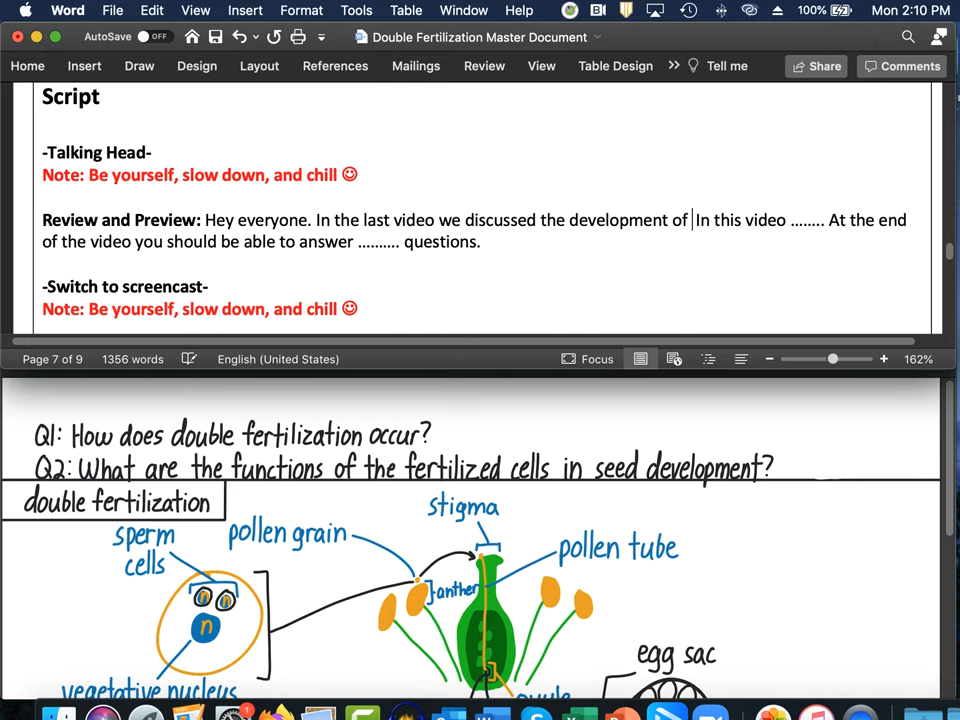 Word File Edit View Insert Format Tools Table Window Help 100% Mon 2:10 PM
AutoSave OFF Double Fertilization Master Document
Home Insert Draw Design Layout References Mailings Review View Table Design >> Tell me Share Comments
Script
-Talking Head-
Note: Be yourself, slow down, and chill ☺
Review and Preview: Hey everyone. In the last video we discussed the development of In this video ........ At the end
of the video you should be able to answer .......... questions.
-Switch to screencast-
Note: Be yourself, slow down, and chill ☺
Page 7 of 9 1356 words English (United States) Focus 162%
Q1: How does double fertilization occur?
Q2: What are the functions of the fertilized cells in seed development?
double fertilization
stigma
sperm
cells
pollen grain
pollen tube
anther
n n
n
egg sac
vegetative nucleus
ovule
1